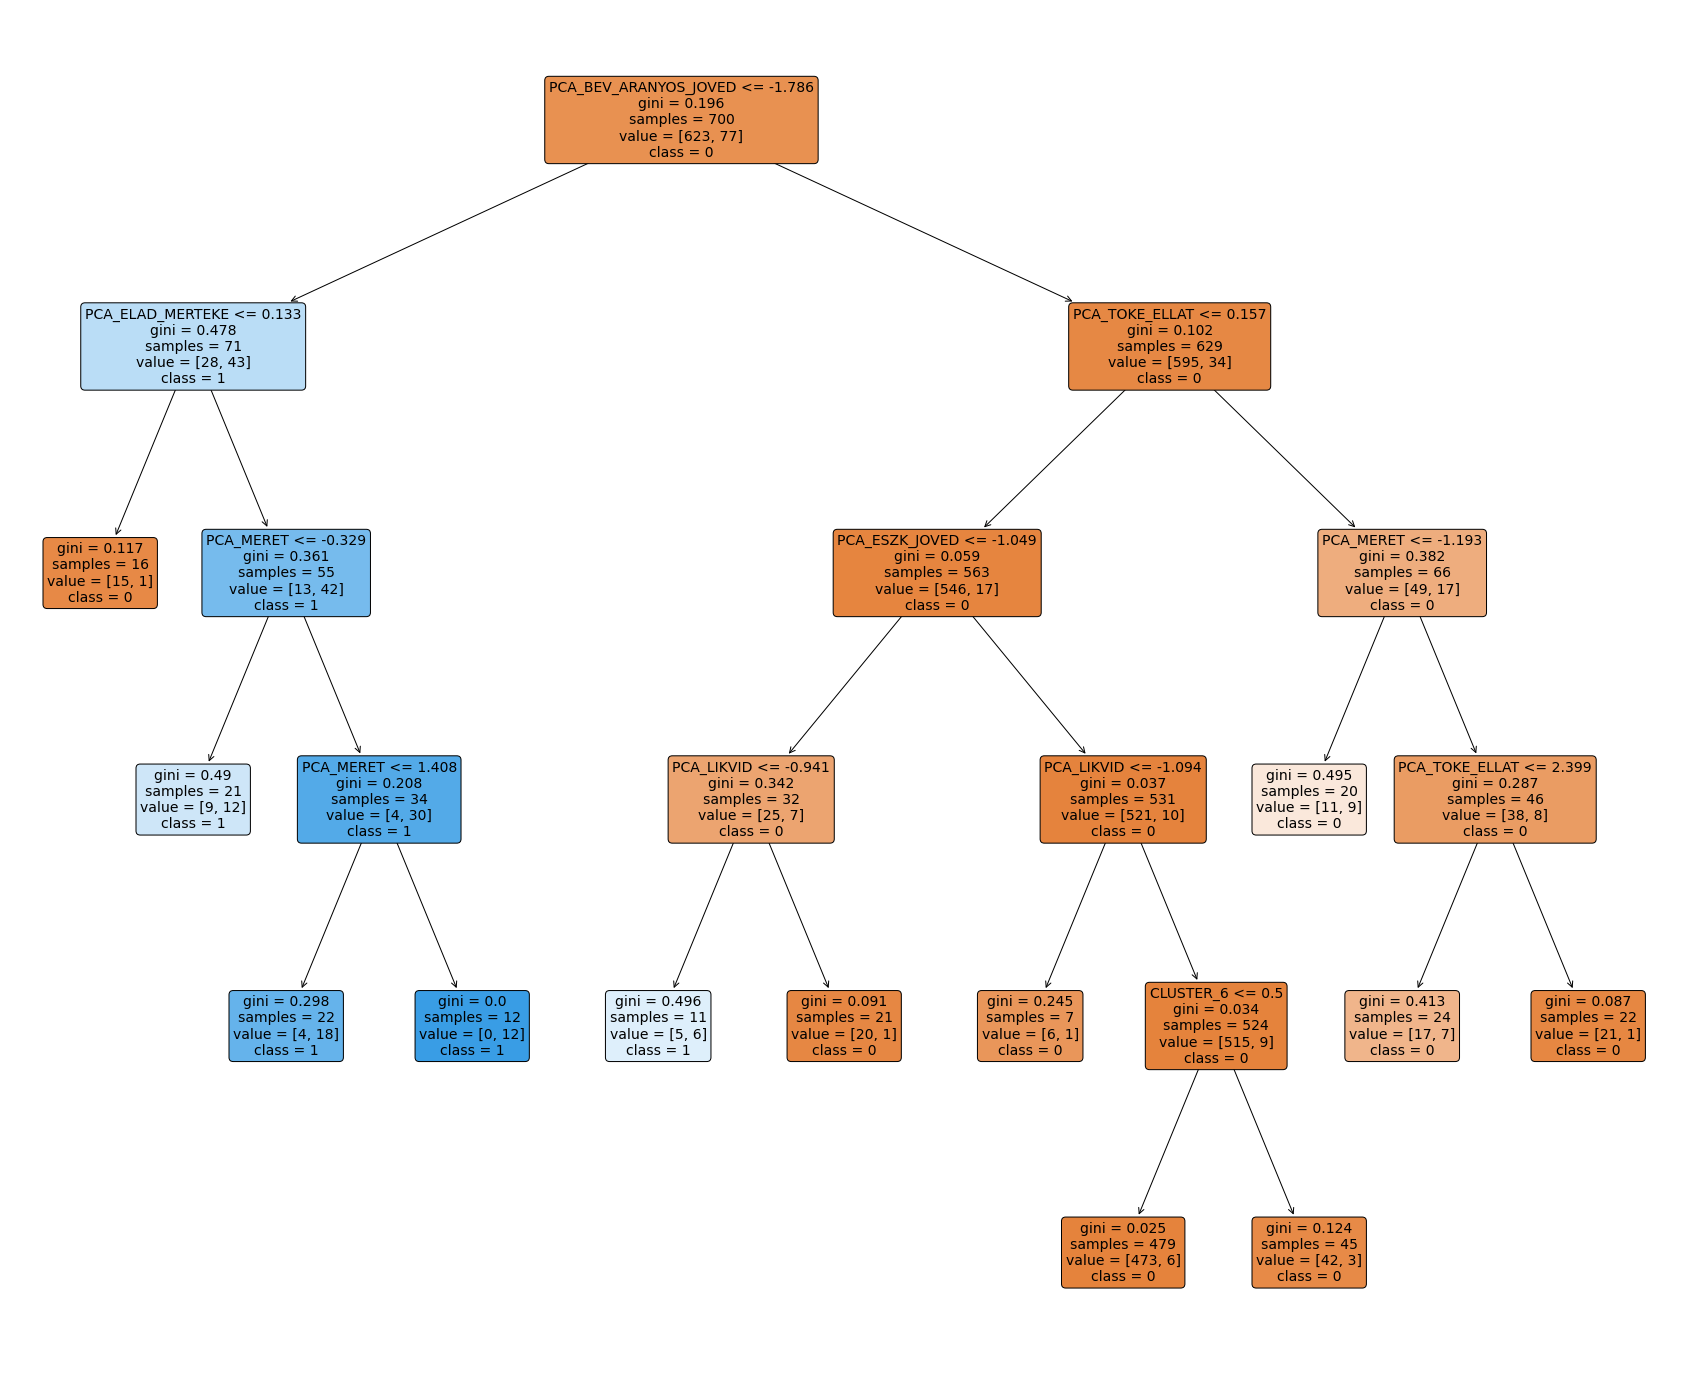 PCA_BEV_ARANYOS_JOVED <= -1.786
gini = 0.196
samples = 700
value = [623, 77]
class = 0
PCA_ELAD_MERTEKE <= 0.133
gini = 0.478
samples = 71
value = [28, 43]
class = 1
PCA_TOKE_ELLAT <= 0.157
gini = 0.102
samples = 629
value = [595, 34]
class = 0
gini = 0.117
samples = 16
value = [15, 1]
class = 0
PCA_MERET <= -0.329
gini = 0.361
samples = 55
value = [13, 42]
class = 1
PCA_ESZK_JOVED <= -1.049
gini = 0.059
samples = 563
value = [546, 17]
class = 0
PCA_MERET <= -1.193
gini = 0.382
samples = 66
value = [49, 17]
class = 0
gini = 0.49
samples = 21
value = [9, 12]
class = 1
PCA_MERET <= 1.408
gini = 0.208
samples = 34
value = [4, 30]
class = 1
PCA_LIKVID <= -0.941
gini = 0.342
samples = 32
value = [25, 7]
class = 0
PCA_LIKVID <= -1.094
gini = 0.037
samples = 531
value = [521, 10]
class = 0
gini = 0.495
samples = 20
value = [11, 9]
class = 0
PCA_TOKE_ELLAT <= 2.399
gini = 0.287
samples = 46
value = [38, 8]
class = 0
gini = 0.298
samples = 22
value = [4, 18]
class = 1
gini = 0.0
samples = 12
value = [0, 12]
class = 1
gini = 0.496
samples = 11
value = [5, 6]
class = 1
gini = 0.091
samples = 21
value = [20, 1]
class = 0
gini = 0.245
samples = 7
value = [6, 1]
class = 0
CLUSTER_6 <= 0.5
gini = 0.034
samples = 524
value = [515, 9]
class = 0
gini = 0.413
samples = 24
value = [17, 7]
class = 0
gini = 0.087
samples = 22
value = [21, 1]
class = 0
gini = 0.025
samples = 479
value = [473, 6]
class = 0
gini = 0.124
samples = 45
value = [42, 3]
class = 0